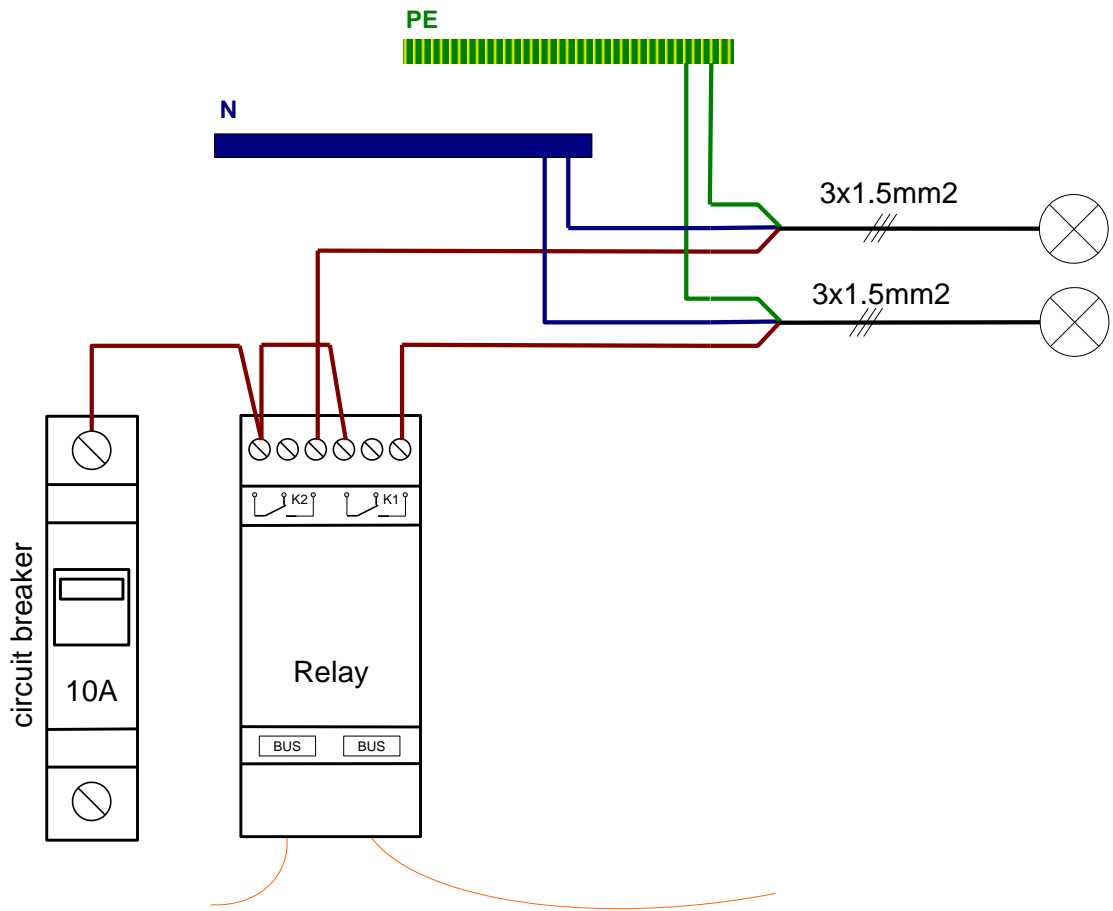 PE
N
3x1.5mm2
3x1.5mm2
K2
K1
circuit breaker
10A
Relay
BUS
BUS